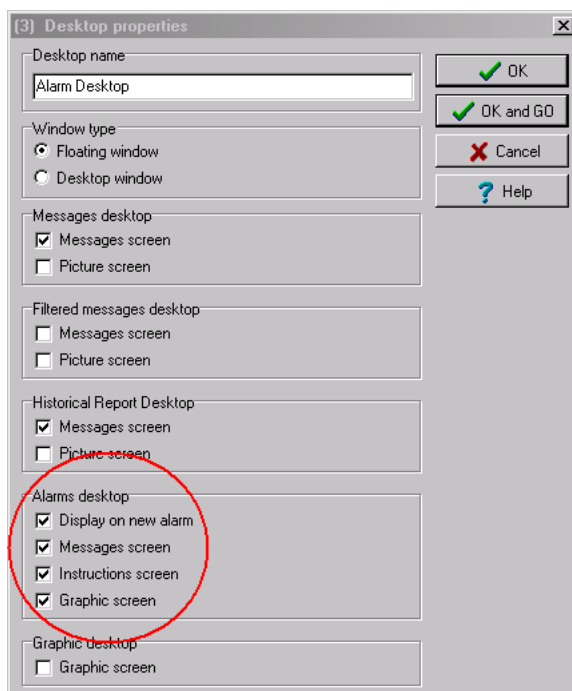 (3) Desktop properties
Desktop name
Alarm Desktop
OK
OK and GO
Cancel
Help
Window type
Floating window
Desktop window
Messages desktop
Messages screen
Picture screen
Filtered messages desktop
Messages screen
Picture screen
Historical Report Desktop
Messages screen
Picture screen
Alarms desktop
Display on new alarm
Messages screen
Instructions screen
Graphic screen
Graphic desktop
Graphic screen